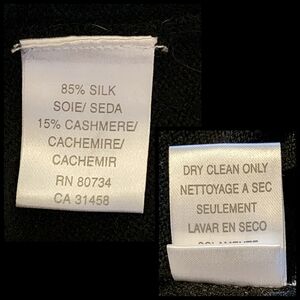 85% SILK
SOIE/ SEDA
15% CASHMERE/
CACHEMIRE/
CACHEMIR
RN 80734
CA 31458
DRY CLEAN ONLY
NETTOYAGE A SEC
SEULEMENT
LAVAR EN SECO